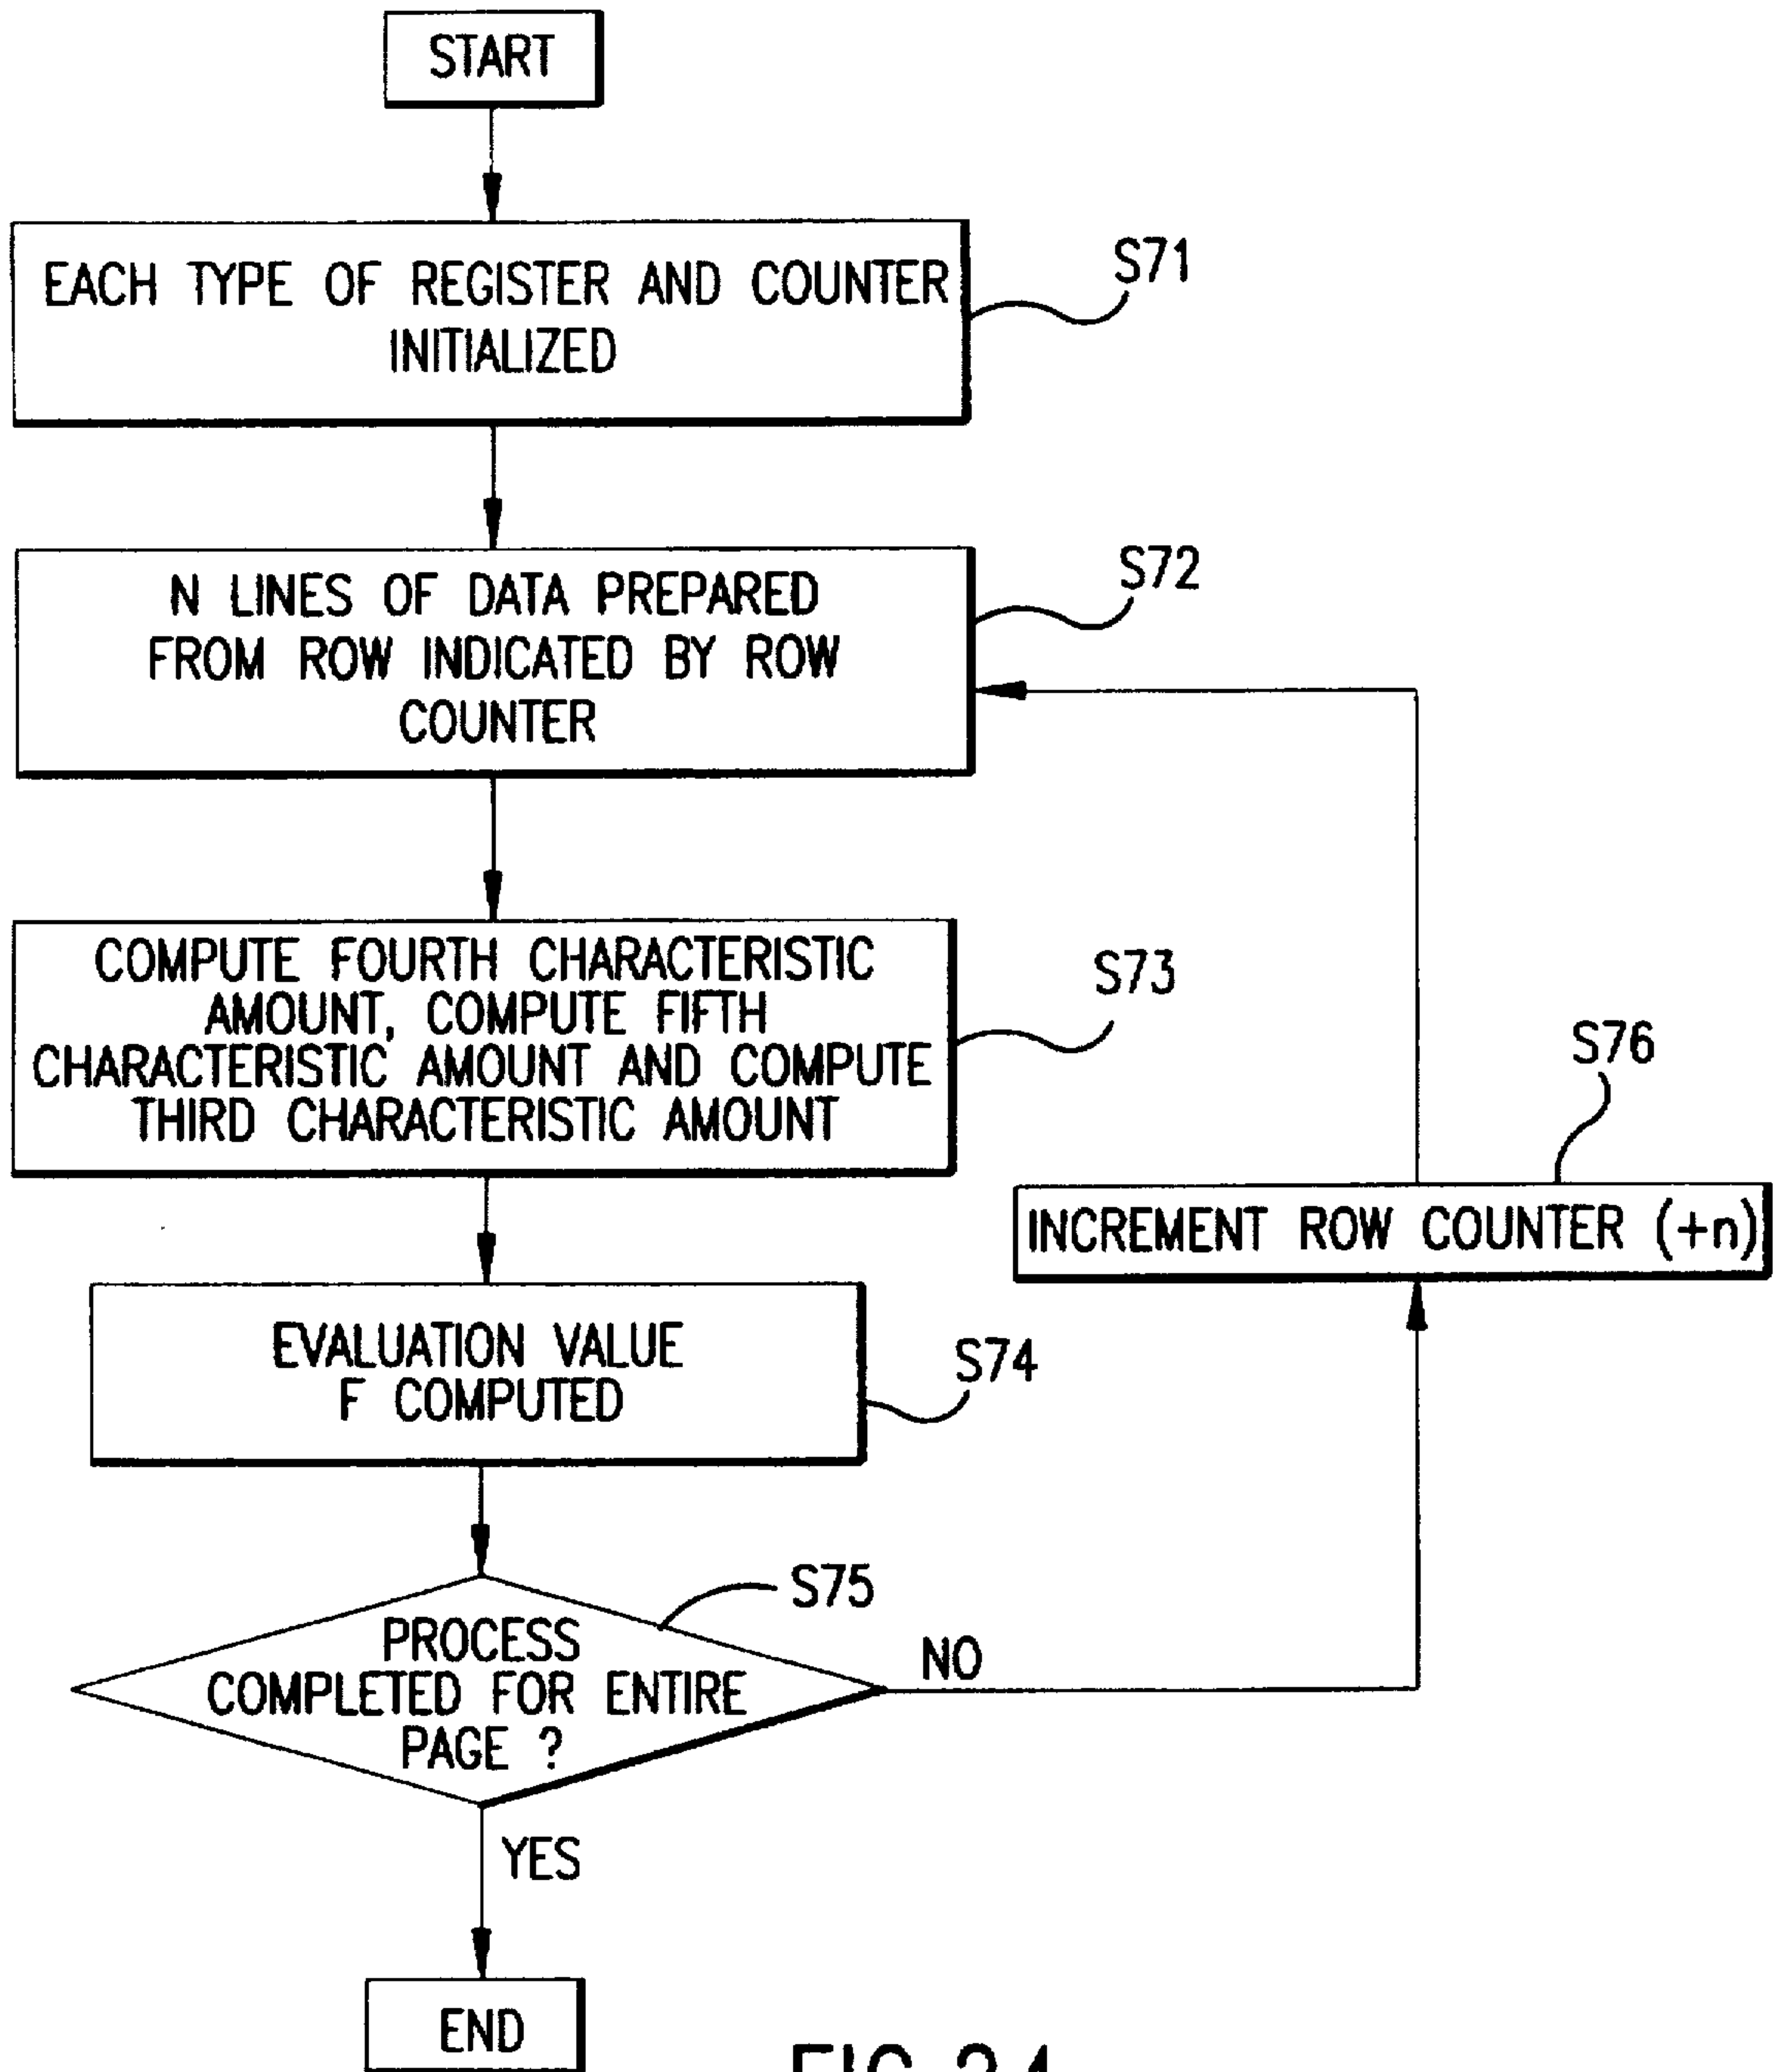 START
EACH TYPE OF REGISTER AND COUNTER
INITIALIZED
S71
N LINES OF DATA PREPARED
FROM ROW INDICATED BY ROW
COUNTER
S72
COMPUTE FOURTH CHARACTERISTIC
AMOUNT, COMPUTE FIFTH
CHARACTERISTIC AMOUNT AND COMPUTE
THIRD CHARACTERISTIC AMOUNT
S73
S76
INCREMENT ROW COUNTER (+n)
EVALUATION VALUE
F COMPUTED
S74
S75
PROCESS
COMPLETED FOR ENTIRE
PAGE ?
NO
YES
END